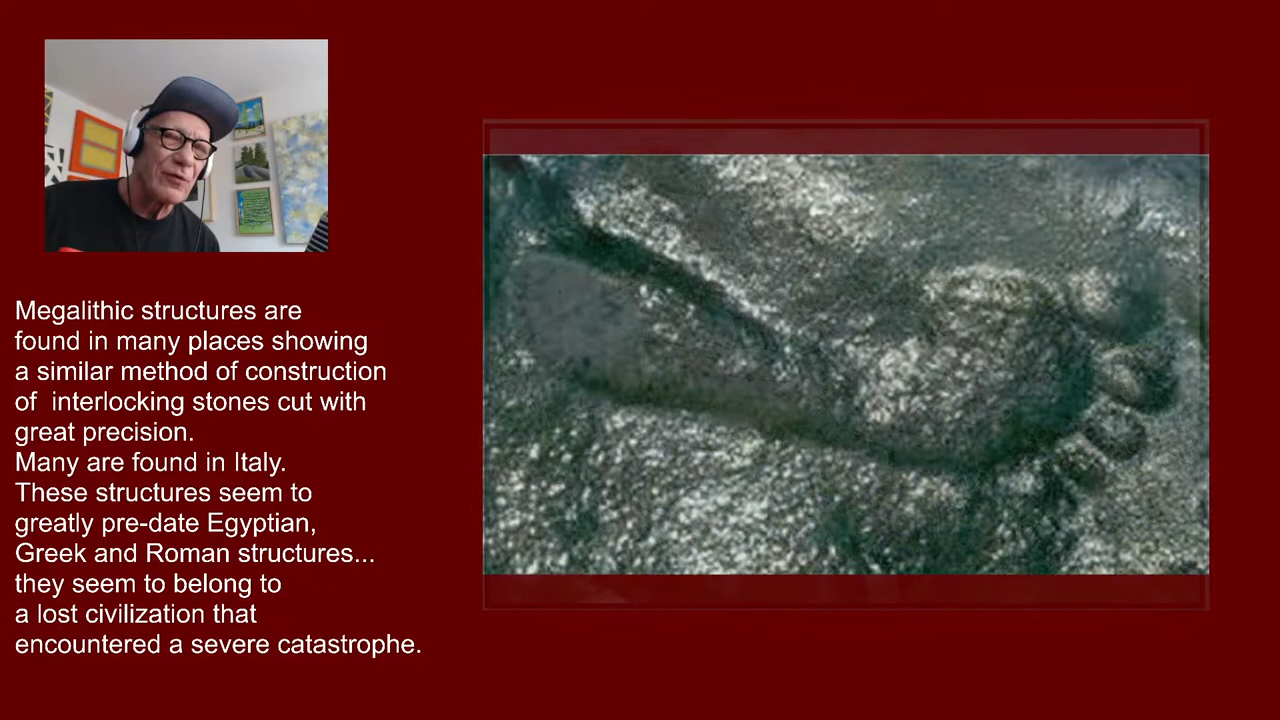 Megalithic structures are
found in many places showing
a similar method of construction
of  interlocking stones cut with
great precision.
Many are found in Italy.
These structures seem to
greatly pre-date Egyptian,
Greek and Roman structures...
they seem to belong to
a lost civilization that
encountered a severe catastrophe.